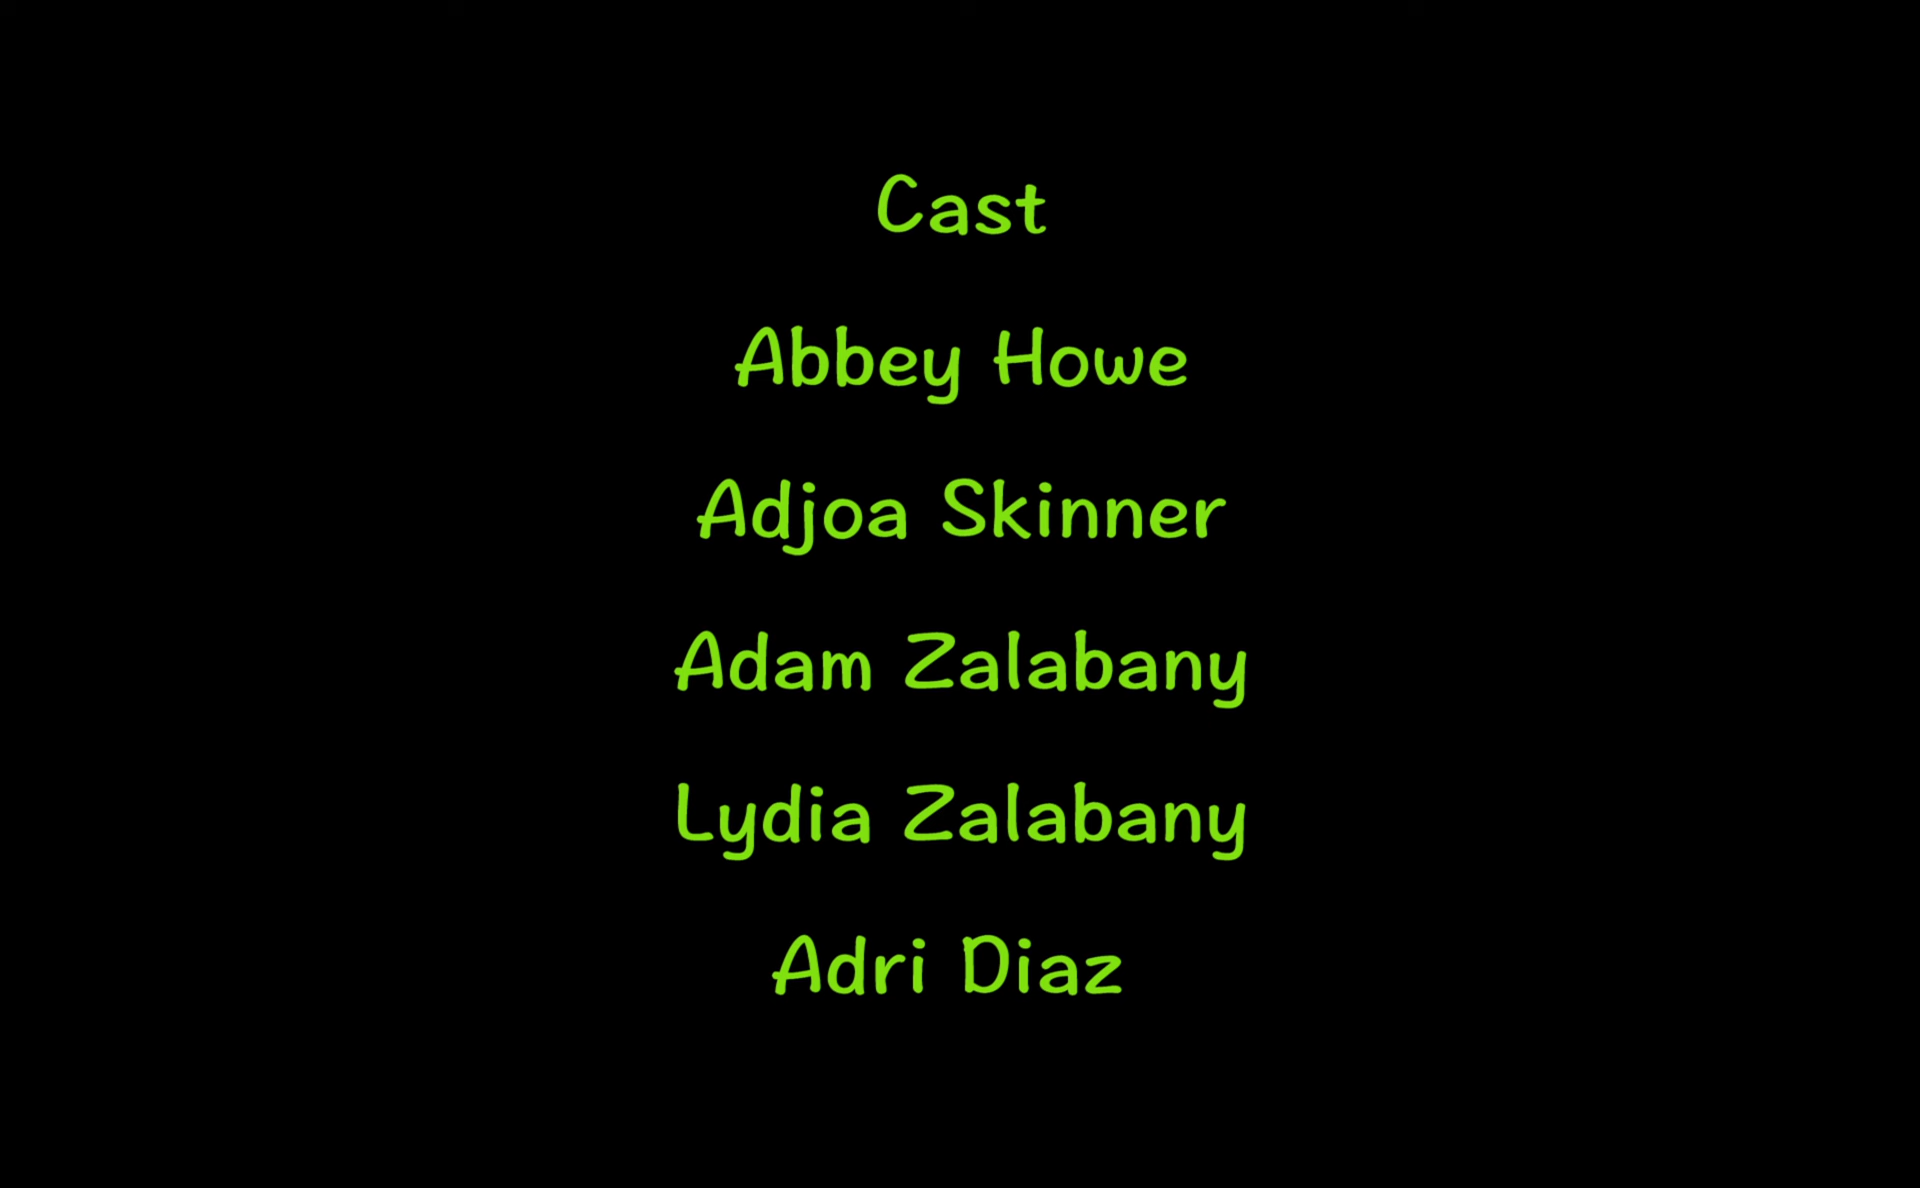 Cast
Abbey Howe
Adjoa Skinner
Adam Zalabany
Lydia Zalabany
Adri Diaz